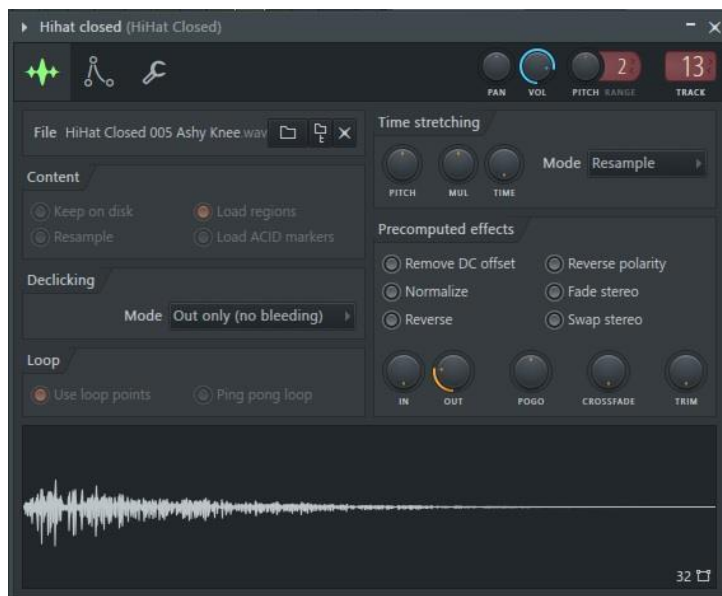 Hihat closed (HiHat Closed)
2
13
PAN VOL PITCH RANGE TRACK
File HiHat Closed 005 Ashy Knee.wav
Content
Keep on disk Load regions
Resample Load ACID markers
Declicking
Mode Out only (no bleeding)
Loop
Use loop points Ping pong loop
Time stretching
PITCH MUL TIME
Mode Resample
Precomputed effects
Remove DC offset Reverse polarity
Normalize Fade stereo
Reverse Swap stereo
IN OUT POGO CROSSFADE TRIM
32